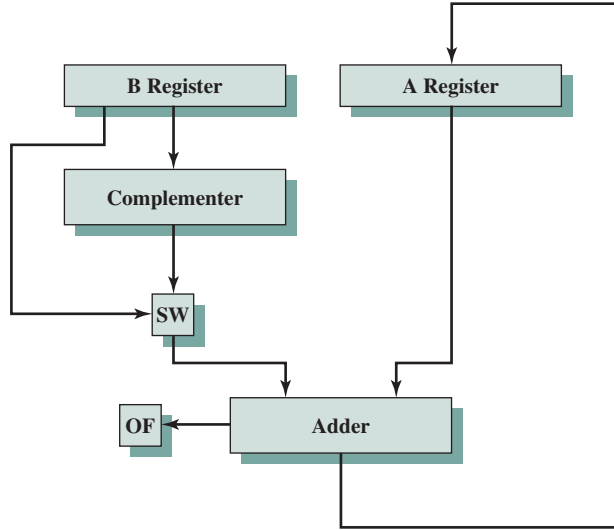 B Register
A Register
Complementer
SW
OF
Adder